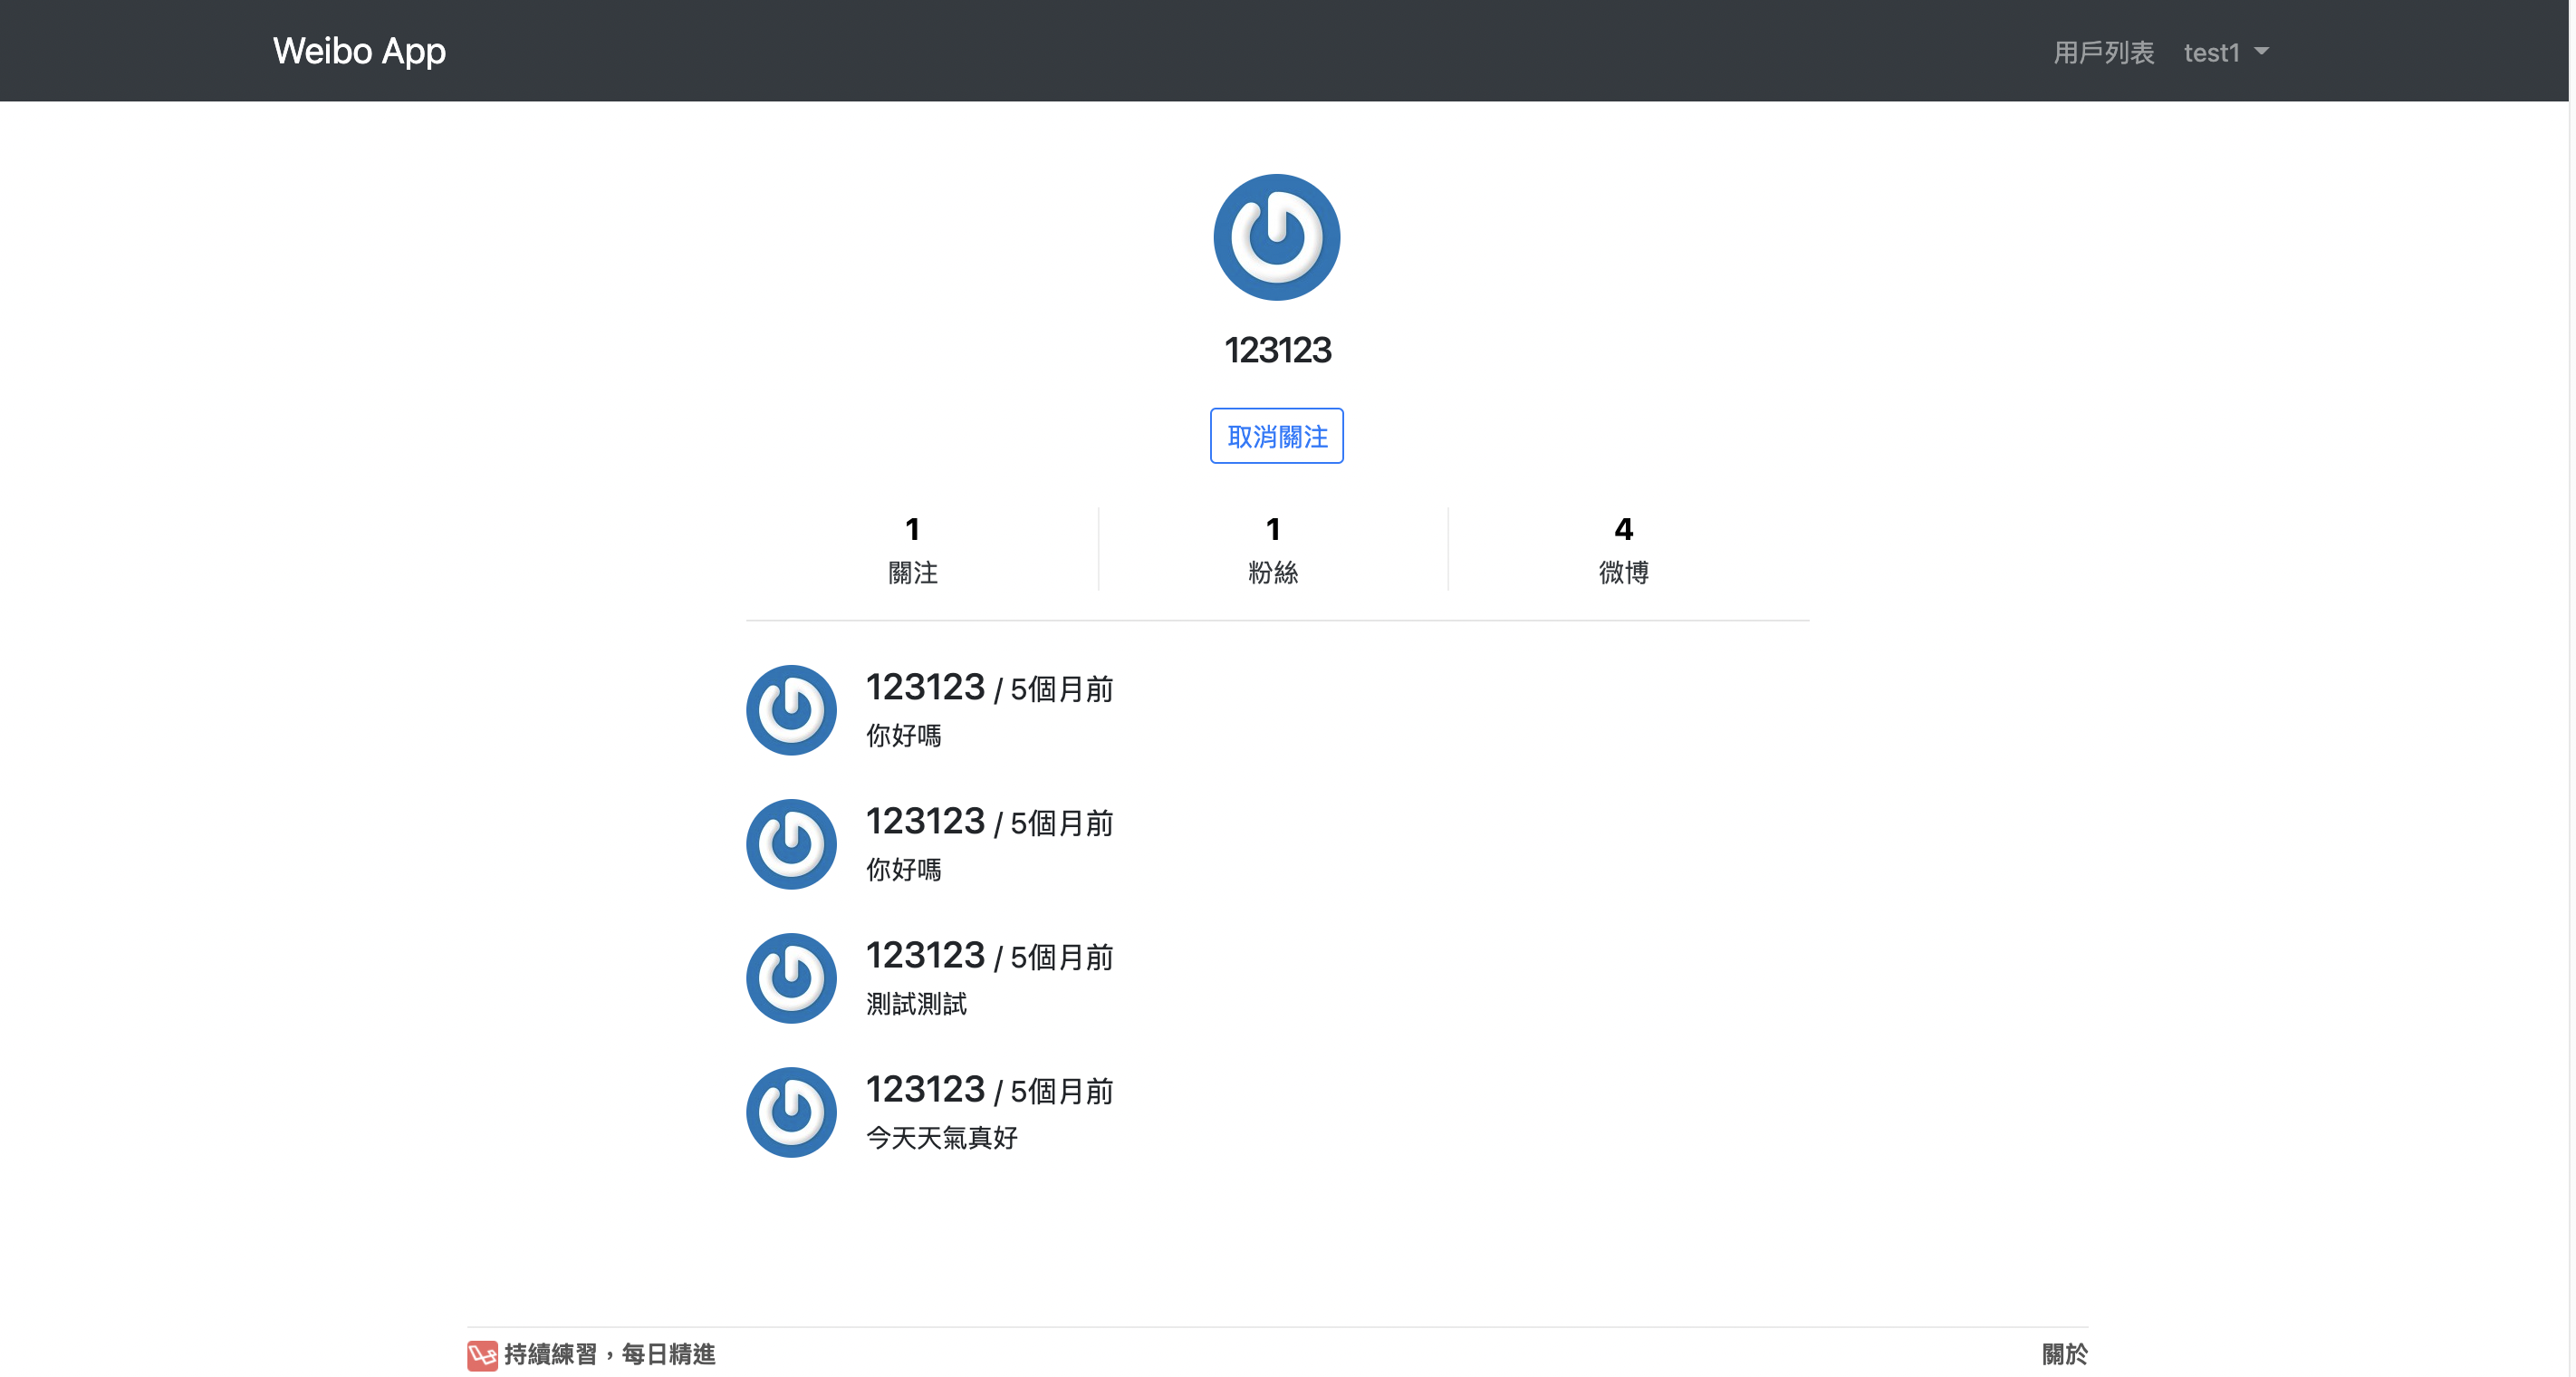 Weibo App
用戶列表 test1
123123
取消關注
1 1 4
關注 粉絲 微博
123123 / 5個月前
你好嗎
123123 / 5個月前
你好嗎
123123 / 5個月前
測試測試
123123 / 5個月前
今天天氣真好
持續練習，每日精進
關於